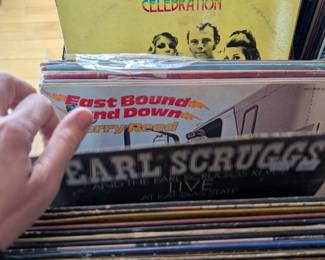 CELEBRATION
East Bound
and Down
Jerry Reed
EARL SCRUGGS
AND THE EARL SCRUGGS REVUE
LIVE
AT KANSAS STATE